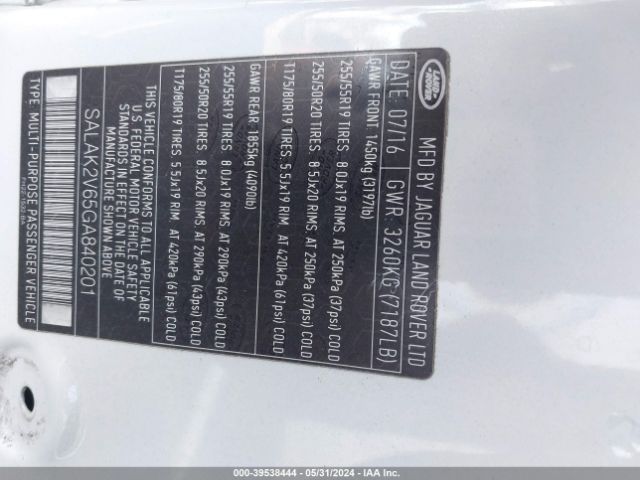 LAND-
ROVER
MFD BY JAGUAR LAND ROVER LTD
DATE: 07/16 GWR: 3260KG (7187LB)
GAWR FRONT: 1450kg (3197lb)
255/55R19 TIRES. 8.0Jx19 RIMS. AT 250kPa (37psi) COLD
255/50R20 TIRES. 8.5Jx20 RIMS AT 250kPa (37psi) COLD
T175/80R19 TIRES. 5.5Jx19 RIM. AT 420kPa (61psi) COLD
GAWR REAR: 1855kg (4090lb)
255/55R19 TIRES. 8.0Jx19 RIMS. AT 290kPa (43psi) COLD
255/50R20 TIRES. 8.5Jx20 RIMS AT 290kPa (43psi) COLD
T175/80R19 TIRES. 5.5Jx19 RIM. AT 420kPa (61psi) COLD
THIS VEHICLE CONFORMS TO ALL APPLICABLE
U.S. FEDERAL MOTOR VEHICLE SAFETY
STANDARDS IN EFFECT ON THE DATE OF
MANUFACTURE SHOWN ABOVE
SALAK2V65GA840201
TYPE: MULTI-PURPOSE PASSENGER VEHICLE
000-39538444 - 05/31/2024 - IAA, Inc.